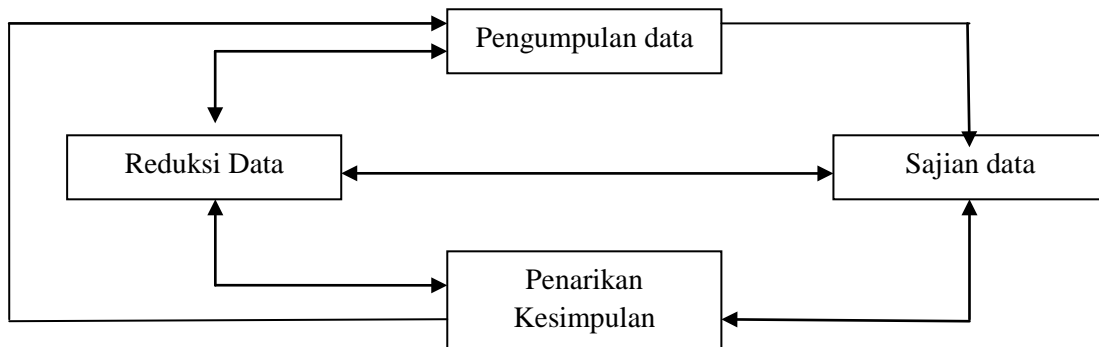 Pengumpulan data
Reduksi Data
Sajian data
Penarikan
Kesimpulan